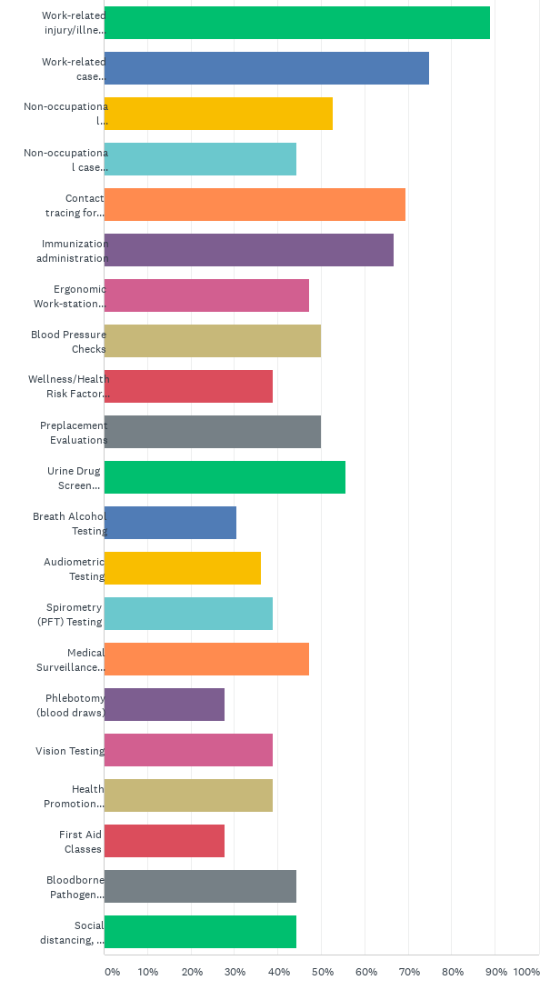 Work-related
injury/illne...
Work-related
case...
Non-occupationa
l...
Non-occupationa
l case...
Contact
tracing for...
Immunization
administration
Ergonomic
Work-station...
Blood Pressure
Checks
Wellness/Health
Risk Factor...
Preplacement
Evaluations
Urine Drug
Screen...
Breath Alcohol
Testing
Audiometric
Testing
Spirometry
(PFT) Testing
Medical
Surveillance...
Phlebotomy
(blood draws)
Vision Testing
Health
Promotion...
First Aid
Classes
Bloodborne
Pathogen...
Social
distancing, ...
0% 10% 20% 30% 40% 50% 60% 70% 80% 90% 100%